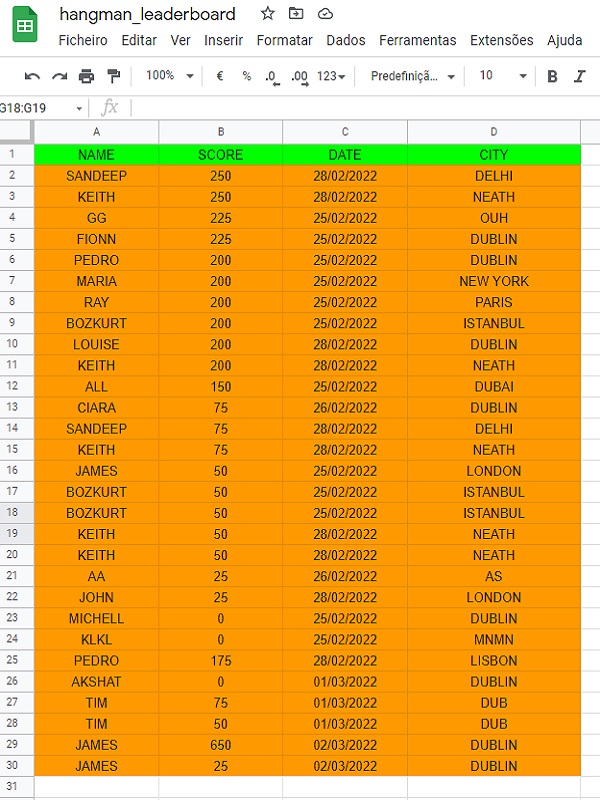 hangman_leaderboard
Ficheiro Editar Ver Inserir Formatar Dados Ferramentas Extensões Ajuda
100% € % .0 .00 123 Predefiniçã... 10 B I
G18:G19 fx
A B C D
1 NAME SCORE DATE CITY
2 SANDEEP 250 28/02/2022 DELHI
3 KEITH 250 28/02/2022 NEATH
4 GG 225 25/02/2022 OUH
5 FIONN 225 25/02/2022 DUBLIN
6 PEDRO 200 25/02/2022 DUBLIN
7 MARIA 200 25/02/2022 NEW YORK
8 RAY 200 25/02/2022 PARIS
9 BOZKURT 200 25/02/2022 ISTANBUL
10 LOUISE 200 28/02/2022 DUBLIN
11 KEITH 200 28/02/2022 NEATH
12 ALL 150 25/02/2022 DUBAI
13 CIARA 75 26/02/2022 DUBLIN
14 SANDEEP 75 28/02/2022 DELHI
15 KEITH 75 28/02/2022 NEATH
16 JAMES 50 25/02/2022 LONDON
17 BOZKURT 50 25/02/2022 ISTANBUL
18 BOZKURT 50 25/02/2022 ISTANBUL
19 KEITH 50 28/02/2022 NEATH
20 KEITH 50 28/02/2022 NEATH
21 AA 25 26/02/2022 AS
22 JOHN 25 28/02/2022 LONDON
23 MICHELL 0 25/02/2022 DUBLIN
24 KLKL 0 25/02/2022 MNMN
25 PEDRO 175 28/02/2022 LISBON
26 AKSHAT 0 01/03/2022 DUBLIN
27 TIM 75 01/03/2022 DUB
28 TIM 50 01/03/2022 DUB
29 JAMES 650 02/03/2022 DUBLIN
30 JAMES 25 02/03/2022 DUBLIN
31